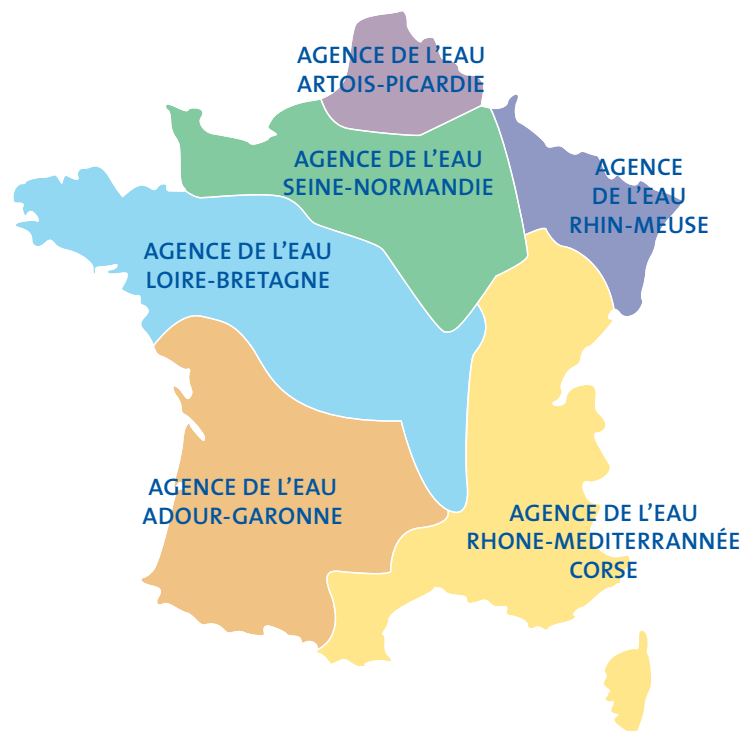 AGENCE DE L'EAU
ARTOIS-PICARDIE
AGENCE DE L'EAU
SEINE-NORMANDIE
AGENCE
DE L'EAU
RHIN-MEUSE
AGENCE DE L'EAU
LOIRE-BRETAGNE
AGENCE DE L'EAU
ADOUR-GARONNE
AGENCE DE L'EAU
RHONE-MEDITERRANNÉE
CORSE